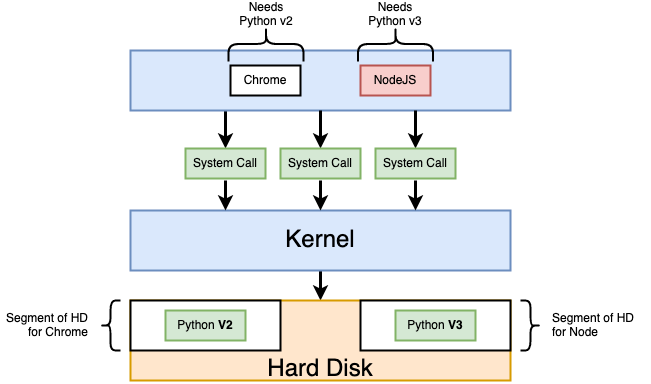 Needs
Python v2
Needs
Python v3
Chrome
NodeJS
System Call
System Call
System Call
Kernel
Segment of HD
for Chrome
Python V2
Python V3
Segment of HD
for Node
Hard Disk